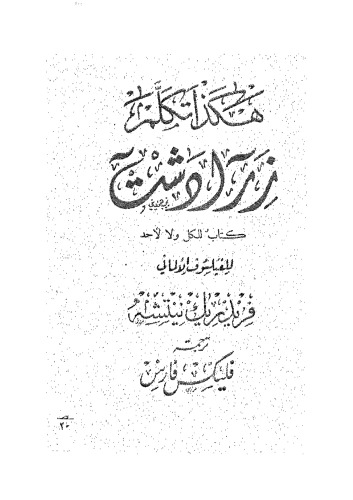 هكذا تكلم
زرادشت
كتاب للكل ولا لأحد
للفيلسوف الألماني
فريدريك نيتشه
ترجمة
فليكس فارس